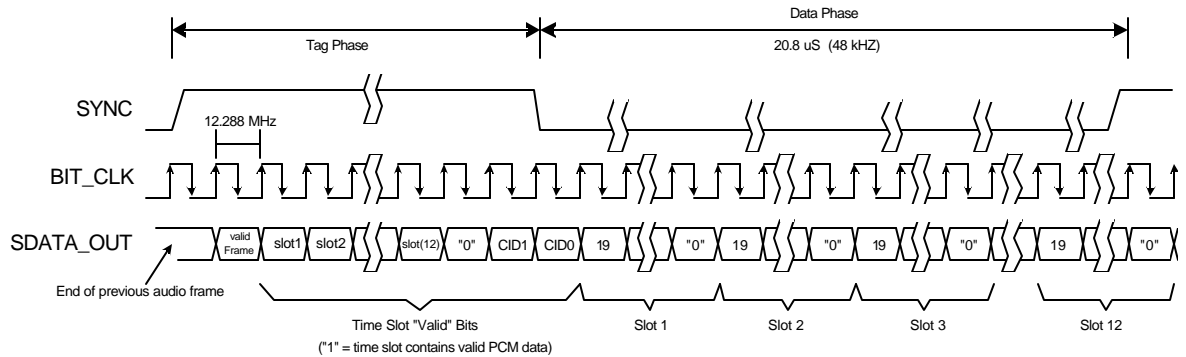 Tag Phase
Data Phase
20.8 uS (48 kHZ)
SYNC
12.288 MHz
BIT_CLK
SDATA_OUT
valid
Frame
slot1
slot2
slot(12)
"0"
CID1
CID0
19
"0"
19
"0"
19
"0"
19
"0"
End of previous audio frame
Time Slot "Valid" Bits
("1" = time slot contains valid PCM data)
Slot 1
Slot 2
Slot 3
Slot 12